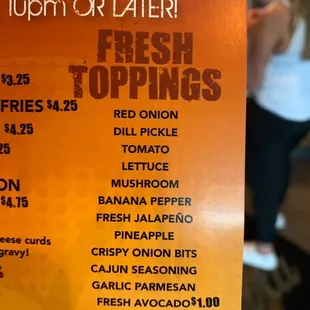 10pm OR LATER!
FRESH
TOPPINGS
$3.25
FRIES $4.25
$4.25
25
ON
$4.75
eese curds
gravy!
RED ONION
DILL PICKLE
TOMATO
LETTUCE
MUSHROOM
BANANA PEPPER
FRESH JALAPEÑO
PINEAPPLE
CRISPY ONION BITS
CAJUN SEASONING
GARLIC PARMESAN
FRESH AVOCADO $1.00